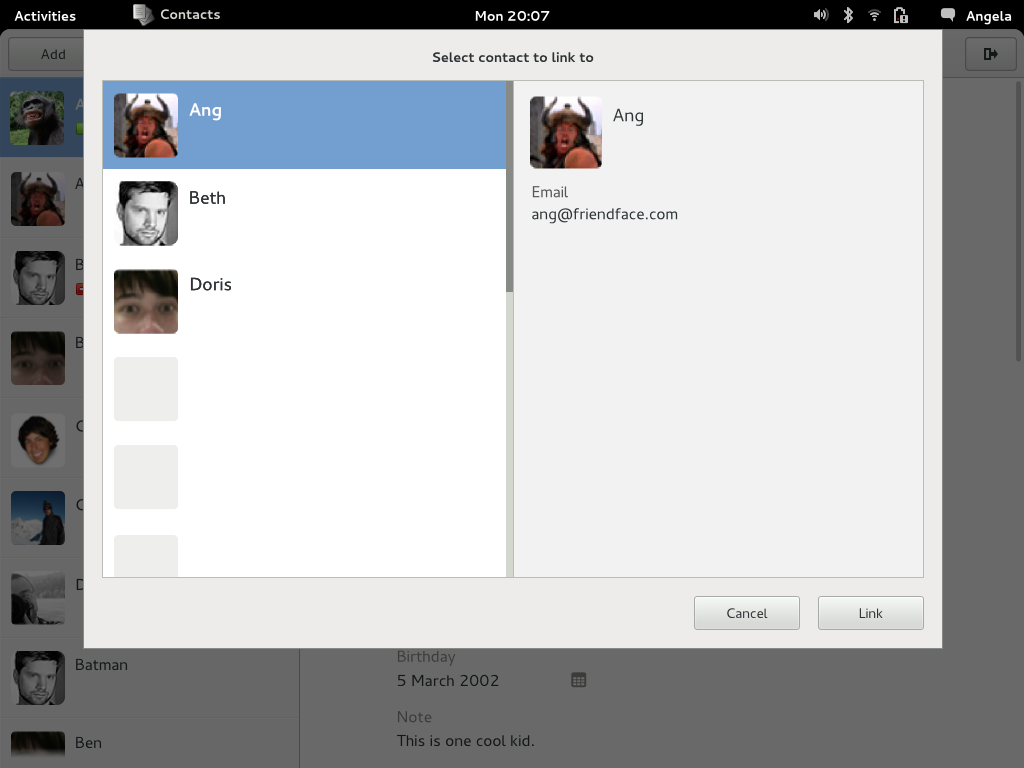 Activities
Contacts
Mon 20:07
Angela
Add
Select contact to link to
Ang
Beth
Doris
Ang
Email
ang@friendface.com
Cancel
Link
A
A
B
B
C
C
D
Batman
Ben
Birthday
5 March 2002
Note
This is one cool kid.